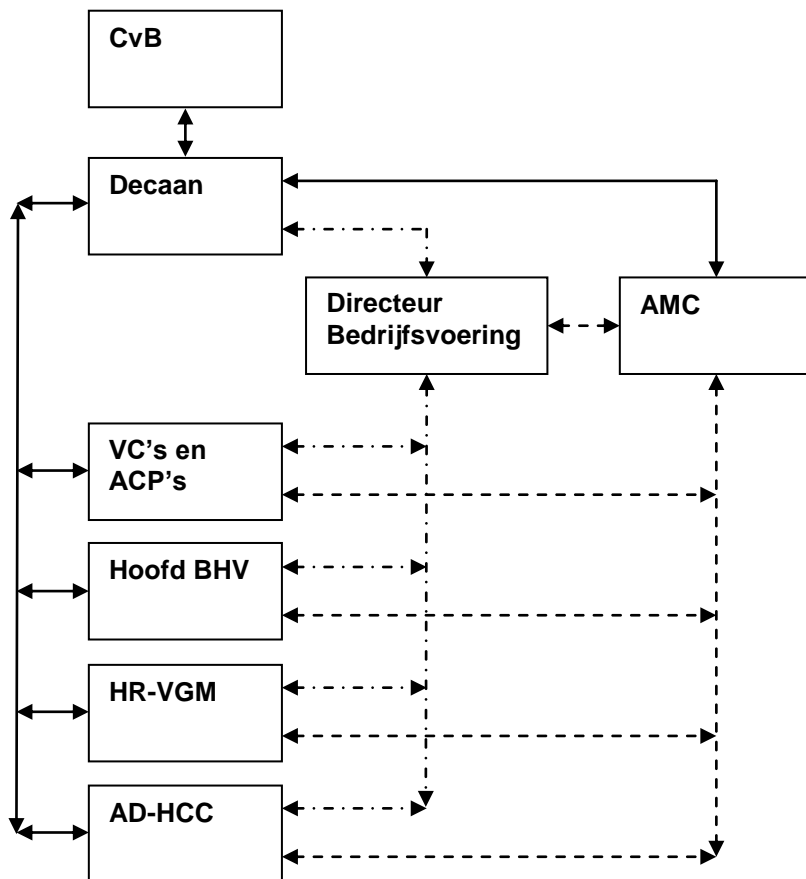 CvB
Decaan
Directeur
Bedrijfsvoering
AMC
VC's en
ACP's
Hoofd BHV
HR-VGM
AD-HCC